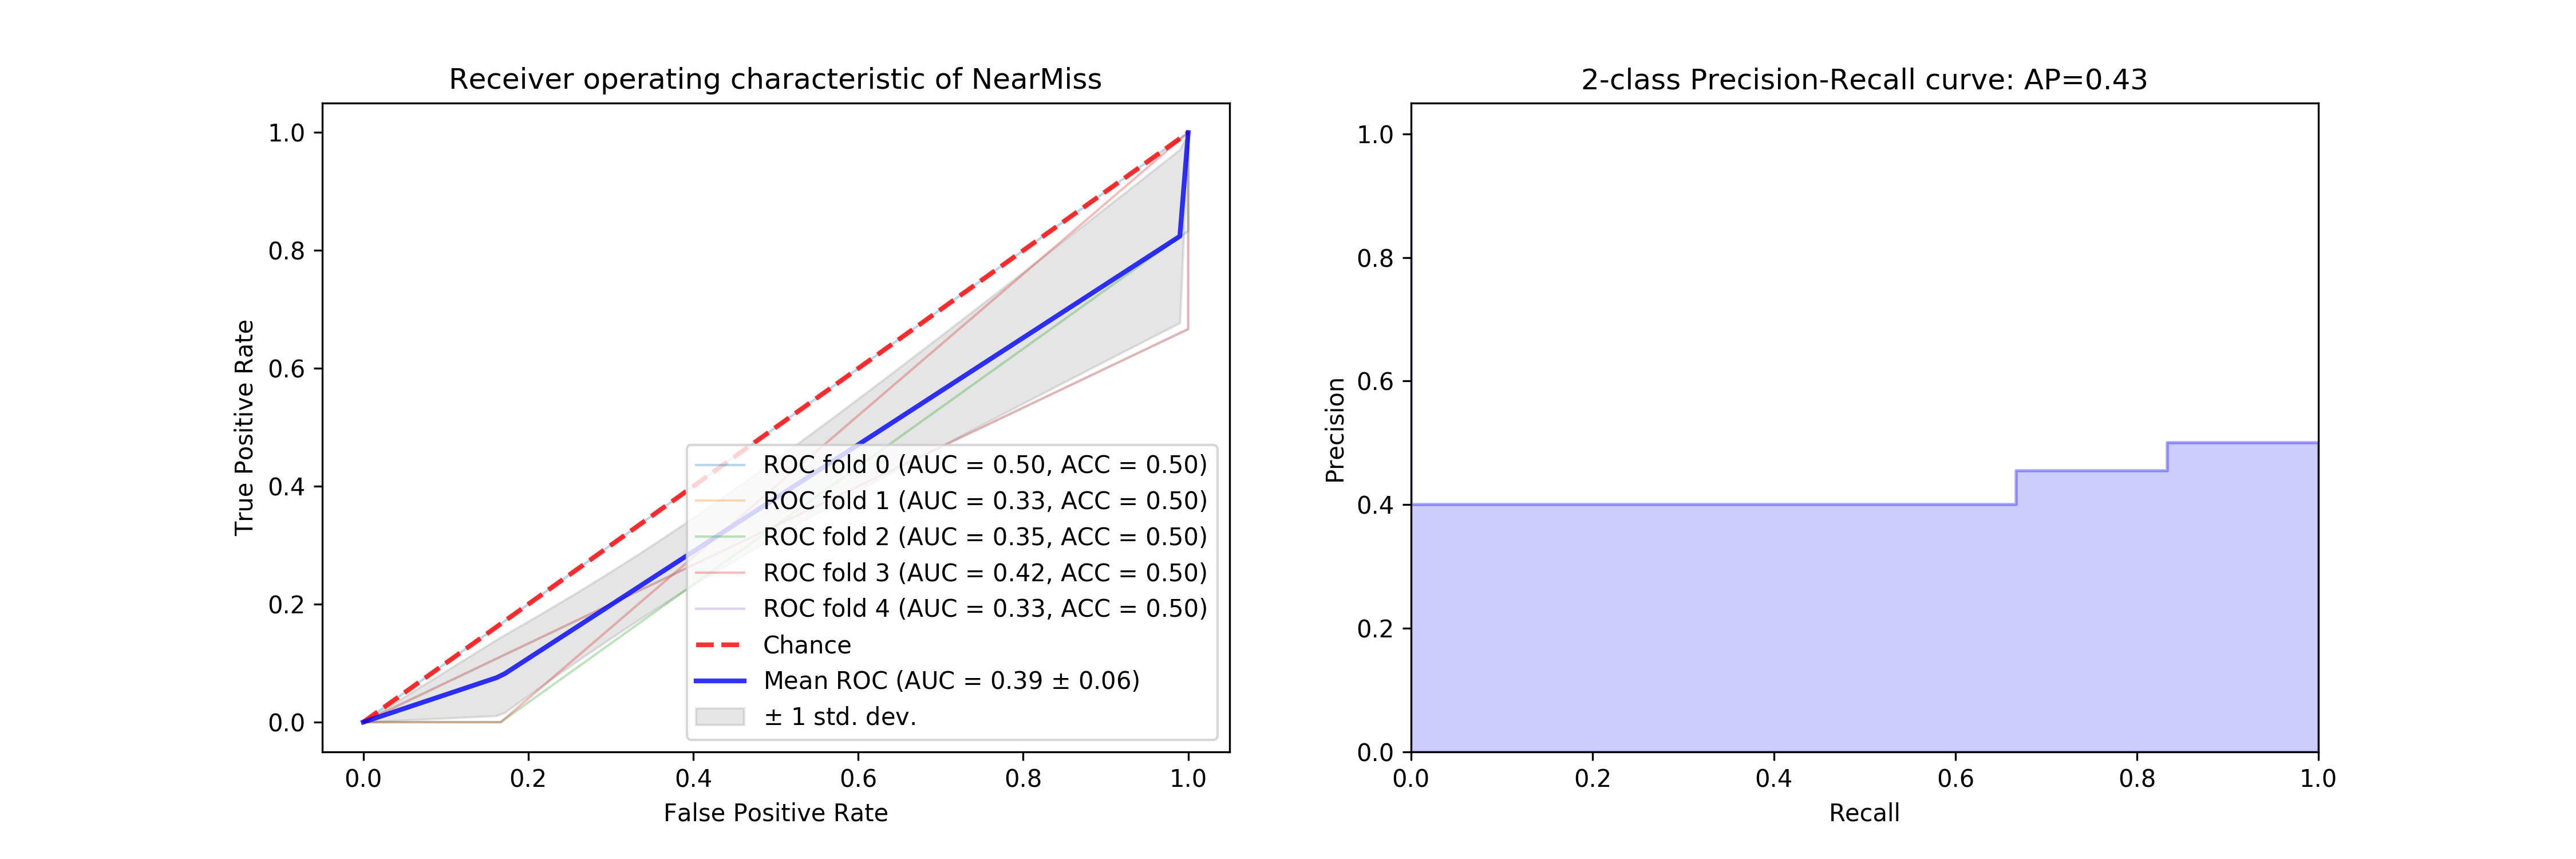 Receiver operating characteristic of NearMiss
True Positive Rate
1.0
0.8
0.6
0.4
0.2
0.0
ROC fold 0 (AUC = 0.50, ACC = 0.50)
ROC fold 1 (AUC = 0.33, ACC = 0.50)
ROC fold 2 (AUC = 0.35, ACC = 0.50)
ROC fold 3 (AUC = 0.42, ACC = 0.50)
ROC fold 4 (AUC = 0.33, ACC = 0.50)
Chance
Mean ROC (AUC = 0.39 ± 0.06)
± 1 std. dev.
0.0 0.2 0.4 0.6 0.8 1.0
False Positive Rate
2-class Precision-Recall curve: AP=0.43
Precision
1.0
0.8
0.6
0.4
0.2
0.0
0.0 0.2 0.4 0.6 0.8 1.0
Recall